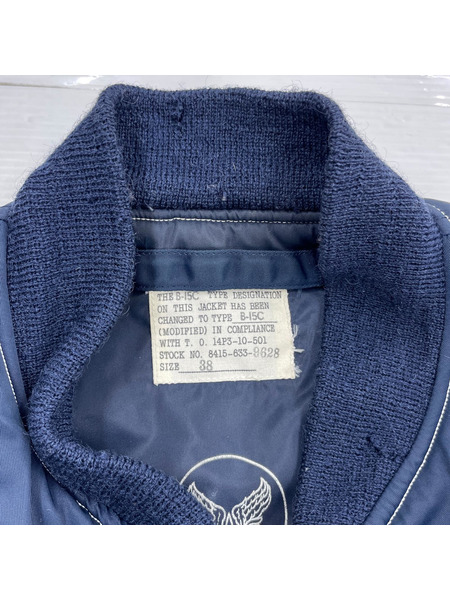 THE B-15C TYPE DESIGNATION
ON THIS JACKET HAS BEEN
CHANGED TO TYPE B-15C
(MODIFIED) IN COMPLIANCE
WITH T. O. 14P3-10-501
STOCK NO. 8415-633-9628
SIZE 38